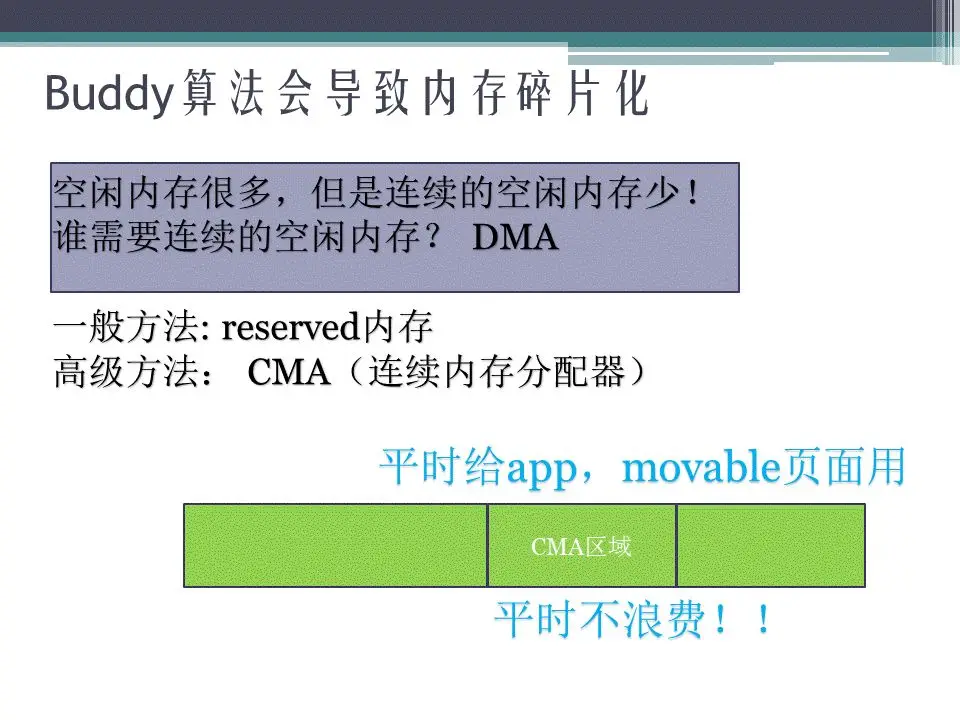 Buddy算法会导致内存碎片化
空闲内存很多，但是连续的空闲内存少！
谁需要连续的空闲内存？ DMA
一般方法: reserved内存
高级方法： CMA（连续内存分配器）
平时给app，movable页面用
CMA区域
平时不浪费！！